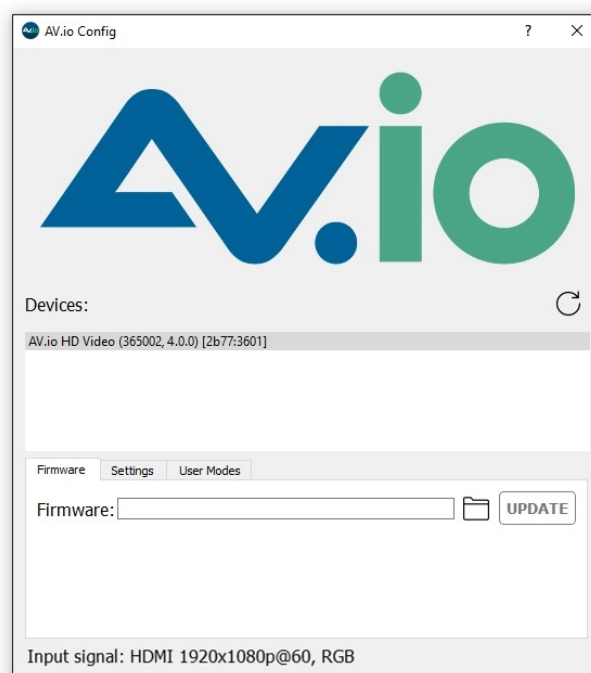 AV.io Config
AV.io
Devices:
AV.io HD Video (365002, 4.0.0) [2b77:3601]
Firmware Settings User Modes
Firmware: UPDATE
Input signal: HDMI 1920x1080p@60, RGB